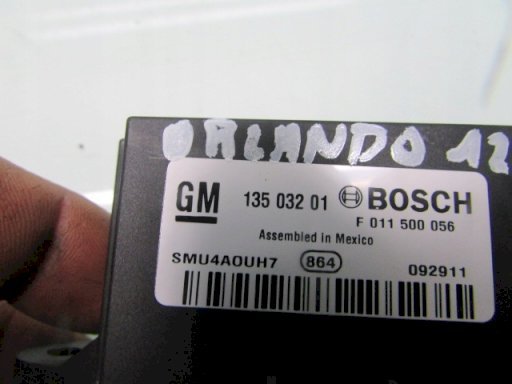 ORLANDO 12
GM 135 032 01 BOSCH
F 011 500 056
Assembled in Mexico
SMU4A0UH7 864 092911